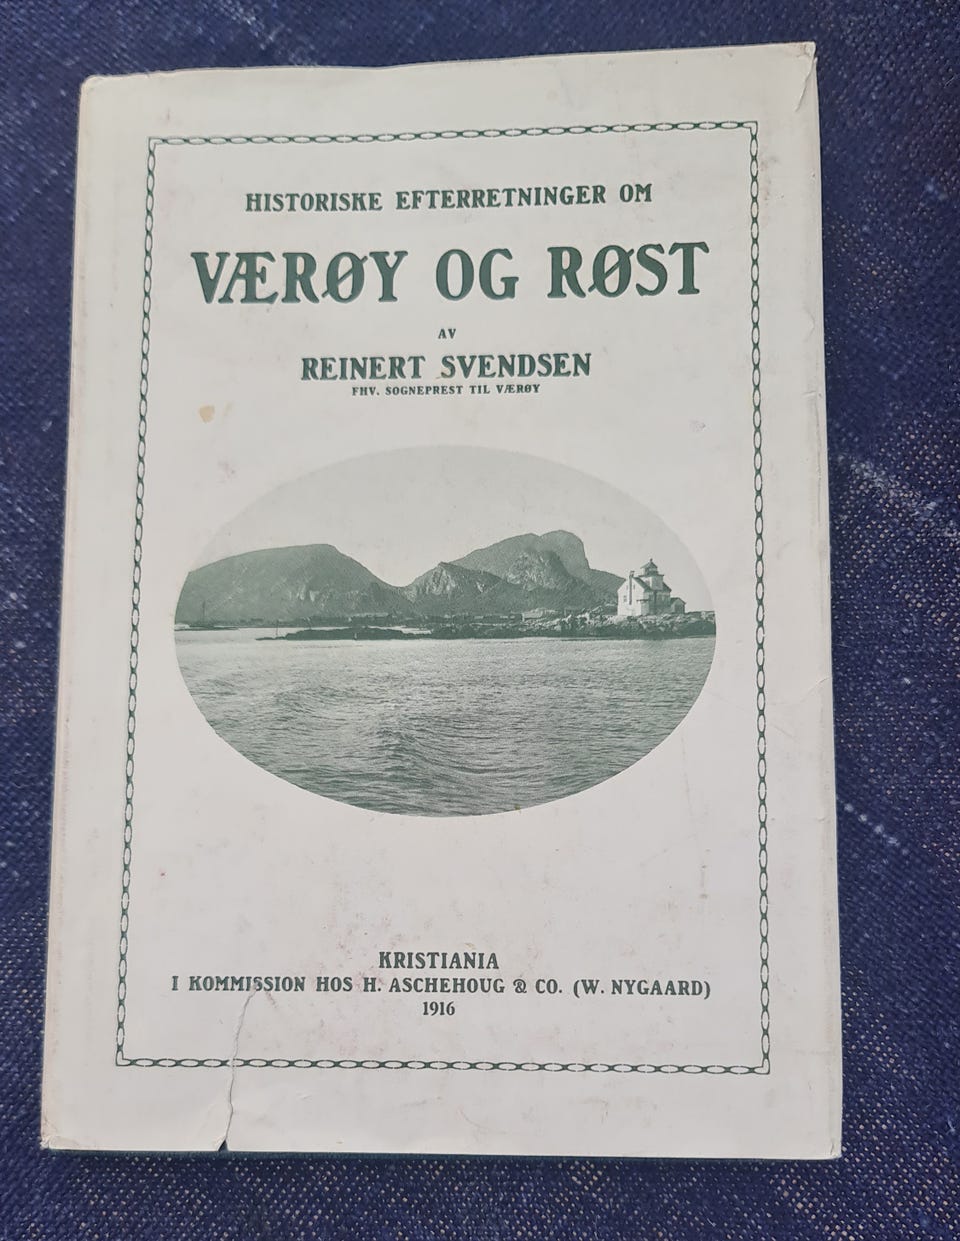 HISTORISKE EFTERRETNINGER OM
VÆRØY OG RØST
AV
REINERT SVENDSEN
FHV. SOGNEPREST TIL VÆRØY
KRISTIANIA
I KOMMISSION HOS H. ASCHEHOUG & CO. (W. NYGAARD)
1916